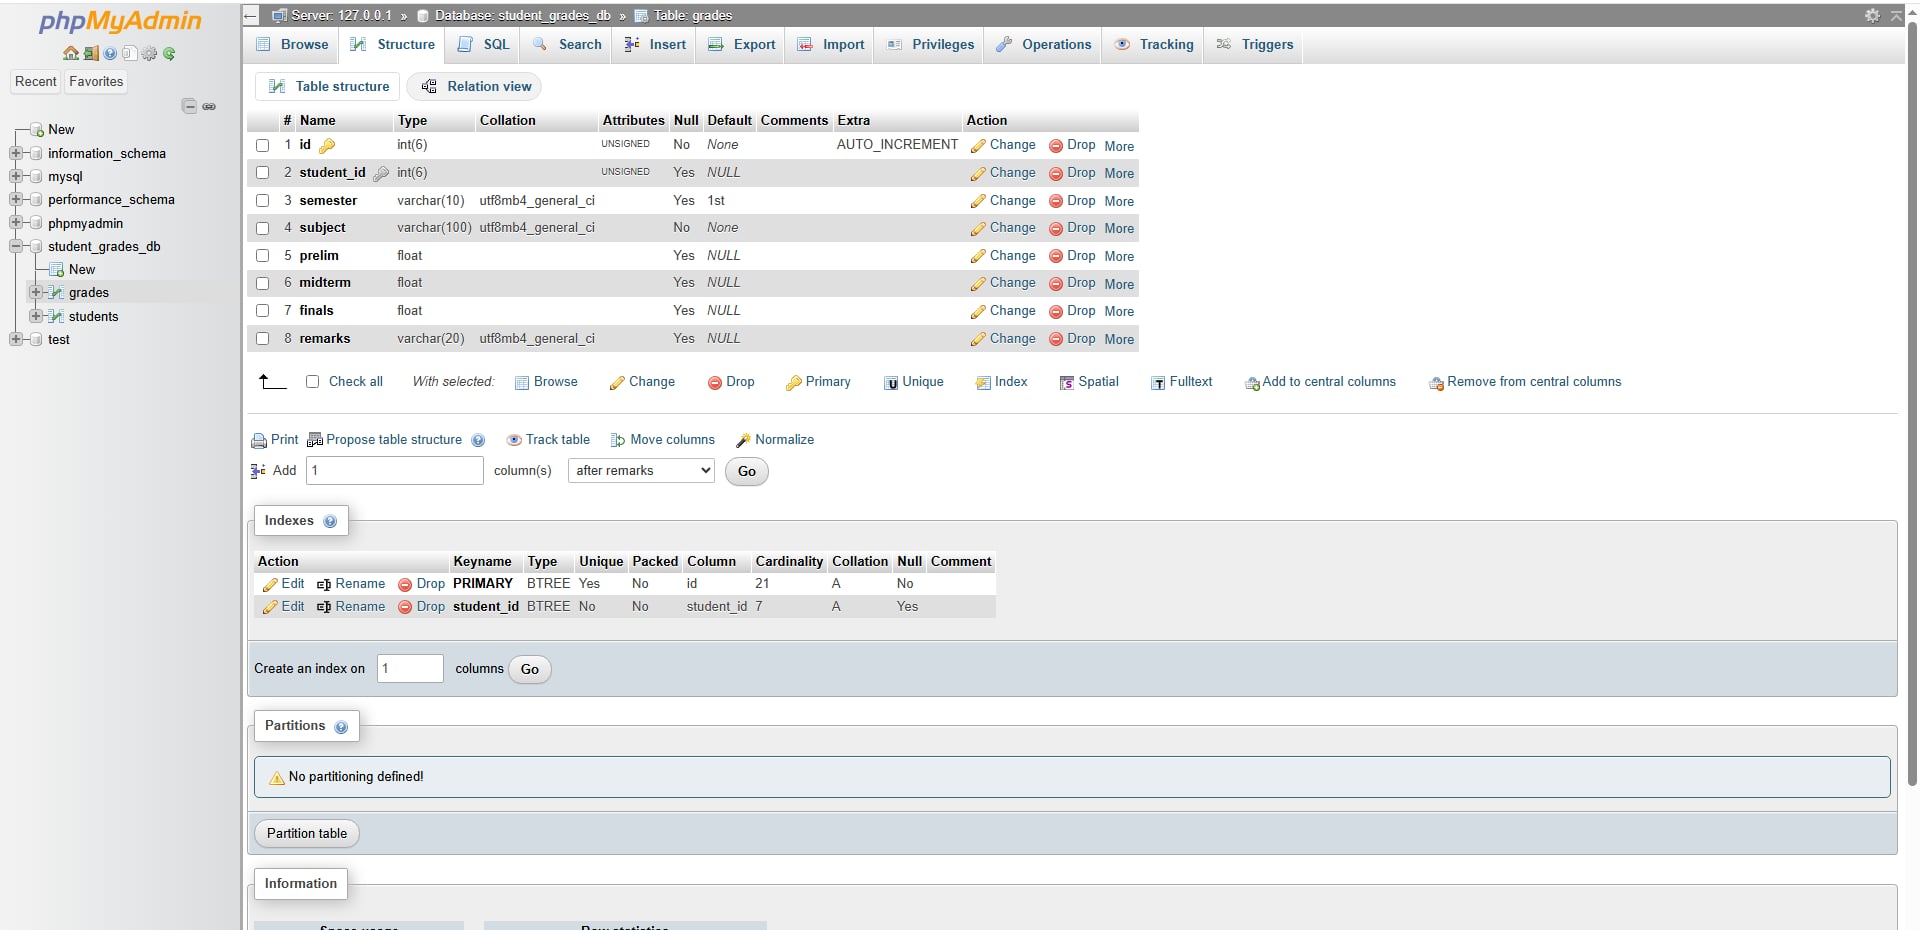 phpMyAdmin
Recent Favorites
New
information_schema
mysql
performance_schema
phpmyadmin
student_grades_db
New
grades
students
test
Server: 127.0.0.1 » Database: student_grades_db » Table: grades
Browse Structure SQL Search Insert Export Import Privileges Operations Tracking Triggers
Table structure Relation view
# Name Type Collation Attributes Null Default Comments Extra Action
1 id int(6) UNSIGNED No None AUTO_INCREMENT Change Drop More
2 student_id int(6) UNSIGNED Yes NULL Change Drop More
3 semester varchar(10) utf8mb4_general_ci Yes 1st Change Drop More
4 subject varchar(100) utf8mb4_general_ci No None Change Drop More
5 prelim float Yes NULL Change Drop More
6 midterm float Yes NULL Change Drop More
7 finals float Yes NULL Change Drop More
8 remarks varchar(20) utf8mb4_general_ci Yes NULL Change Drop More
Check all With selected: Browse Change Drop Primary Unique Index Spatial Fulltext Add to central columns Remove from central columns
Print Propose table structure Track table Move columns Normalize
Add 1 column(s) after remarks Go
Indexes
Action Keyname Type Unique Packed Column Cardinality Collation Null Comment
Edit Rename Drop PRIMARY BTREE Yes No id 21 A No
Edit Rename Drop student_id BTREE No No student_id 7 A Yes
Create an index on 1 columns Go
Partitions
No partitioning defined!
Partition table
Information
Space usage Row statistics